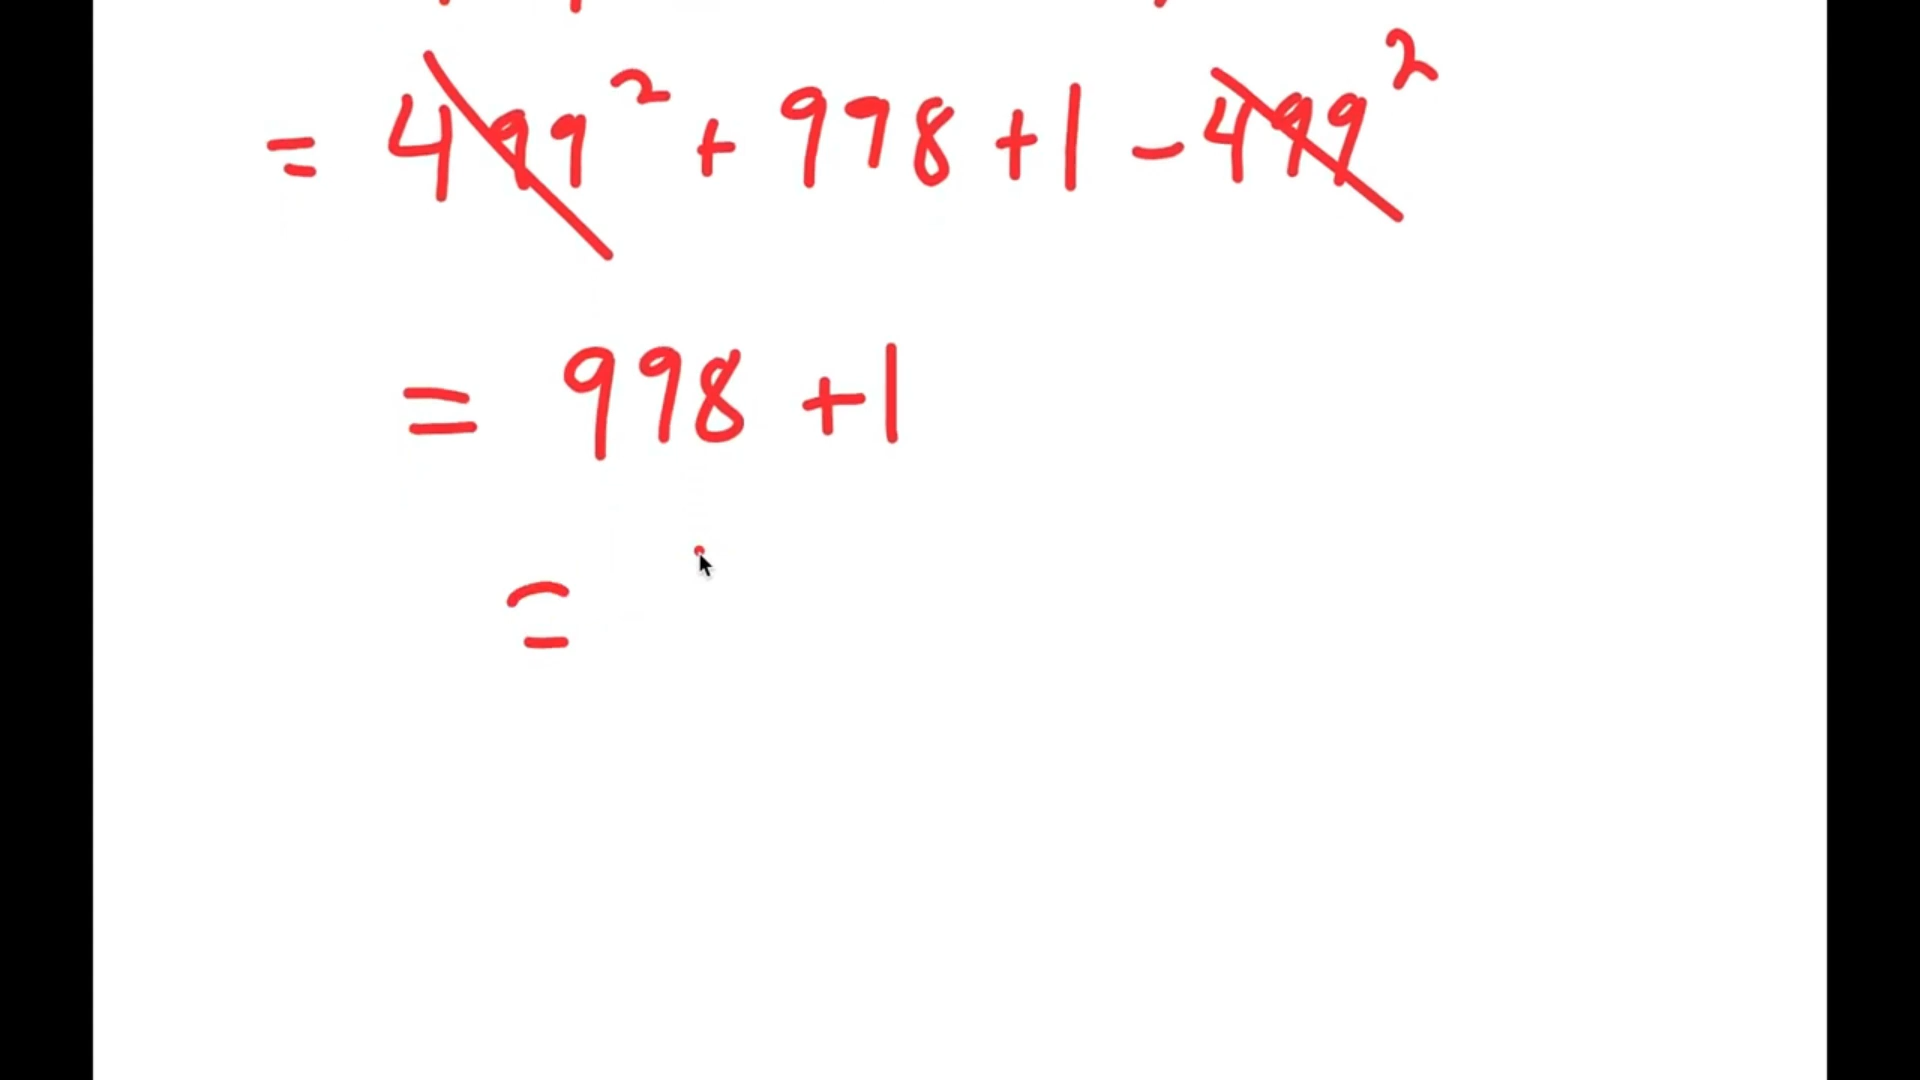 = 499² + 998 + 1 - 499²
= 998 + 1
=